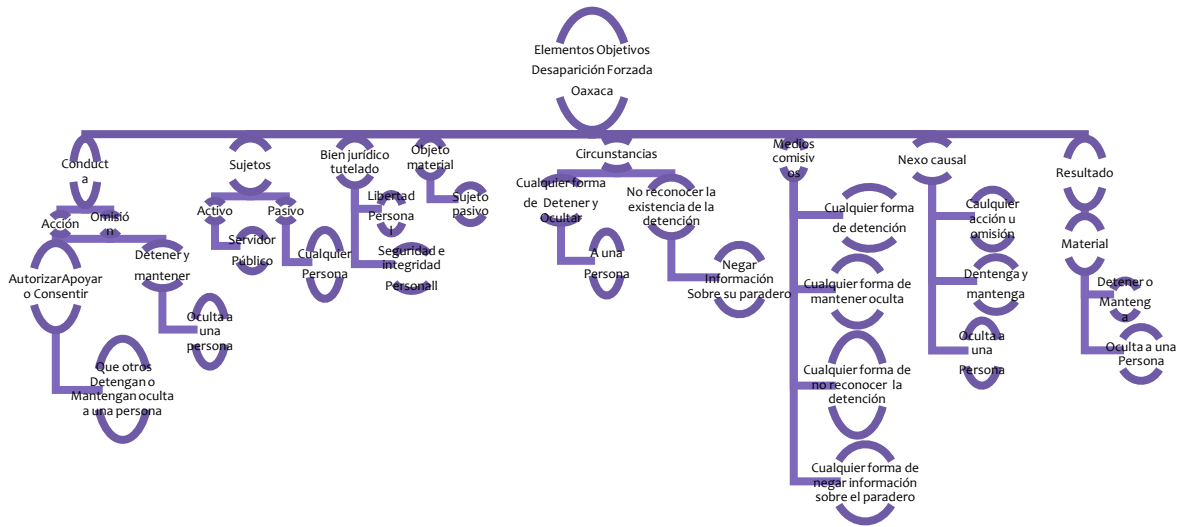 Elementos Objetivos
Desaparición Forzada
Oaxaca
Conduct
a
Acción
Omisió
n
Autorizar Apoyar
o Consentir
Que otros
Detengan o
Mantengan oculta
a una persona
Detener y
mantener
Oculta a
una
persona
Sujetos
Activo
Servidor
Público
Pasivo
Cualquier
Persona
Bien jurídico
tutelado
Libertad
Persona
l
Seguridad e
integridad
Personall
Objeto
material
Sujeto
pasivo
Circunstancias
Cualquier forma
de Detener y
Ocultar
A una
Persona
No reconocer la
existencia de la
detención
Negar
Información
Sobre su paradero
Medios
comisiv
os
Cualquier forma
de detención
Cualquier forma de
mantener oculta
Cualquier forma de
no reconocer la
detención
Cualquier forma de
negar información
sobre el paradero
Nexo causal
Caulquier
acción u
omisión
Dentenga y
mantenga
Oculta a
una
Persona
Resultado
Material
Detener o
Manteng
a
Oculta a una
Persona